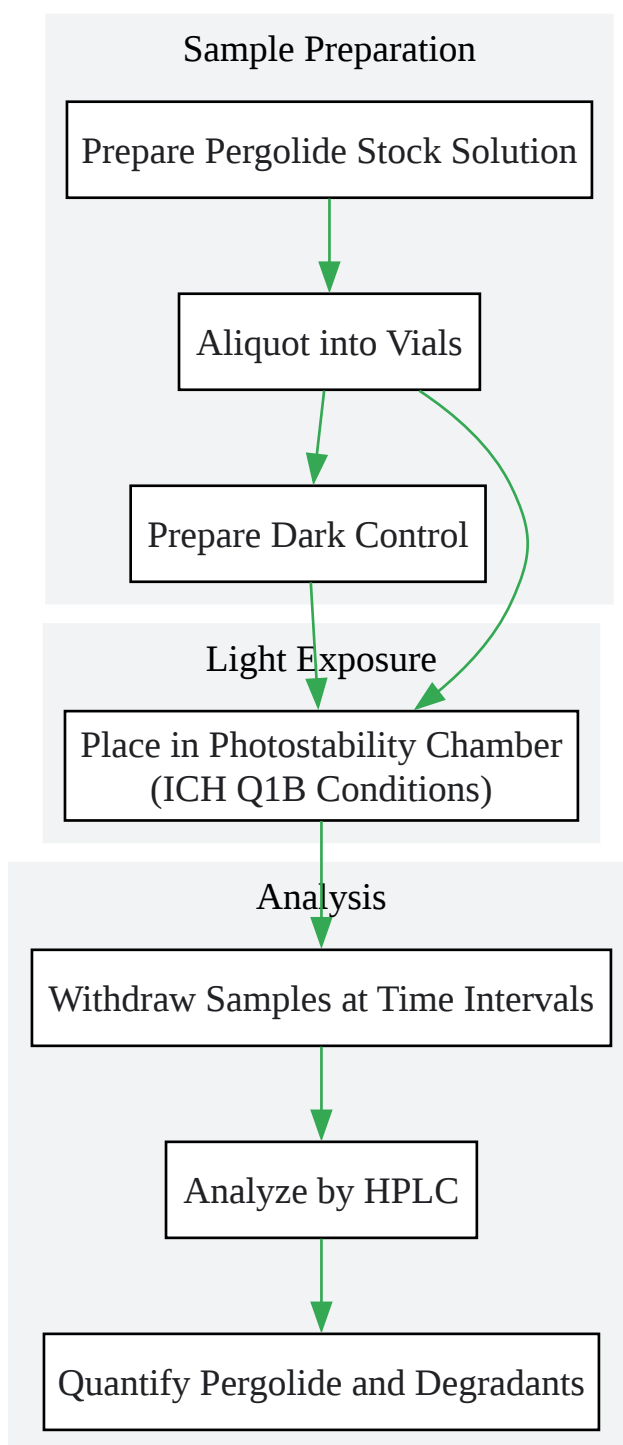 Sample Preparation
Prepare Pergolide Stock Solution
Aliquot into Vials
Prepare Dark Control
Light Exposure
Place in Photostability Chamber
(ICH Q1B Conditions)
Analysis
Withdraw Samples at Time Intervals
Analyze by HPLC
Quantify Pergolide and Degradants